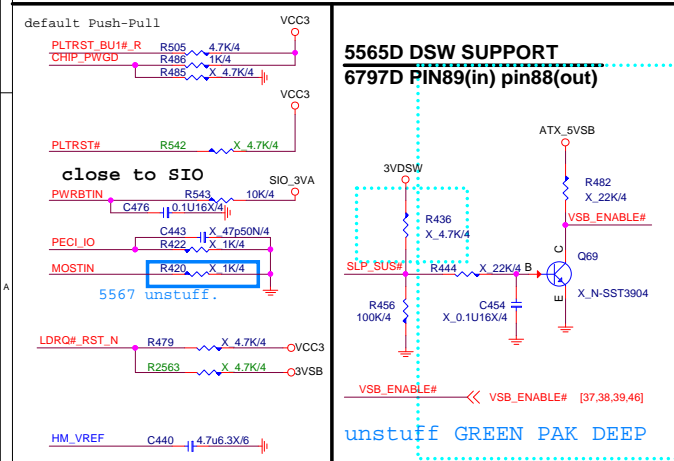 default Push-Pull
VCC3
PLTRST_BU1#_R R505 4.7K/4
CHIP_PWGD R486 1K/4
R485 X_4.7K/4
VCC3
PLTRST# R542 X_4.7K/4
close to SIO
SIO_3VA
PWRBTIN R543 10K/4
C476 0.1U16X/4
C443 X_47p50N/4
PECI_IO R422 X_1K/4
MOSTIN R420 X_1K/4
5567 unstuff.
A
LDRQ#_RST_N R479 X_4.7K/4 VCC3
R2563 X_4.7K/4 3VSB
HM_VREF C440 4.7u6.3X/6
5565D DSW SUPPORT
6797D PIN89(in) pin88(out)
ATX_5VSB
3VDSW
R482
X_22K/4
R436
X_4.7K/4
VSB_ENABLE#
C
Q69
SLP_SUS# R444 X_22K/4 B
E
X_N-SST3904
R456
100K/4
C454
X_0.1U16X/4
VSB_ENABLE# VSB_ENABLE# [37,38,39,46]
unstuff GREEN PAK DEEP